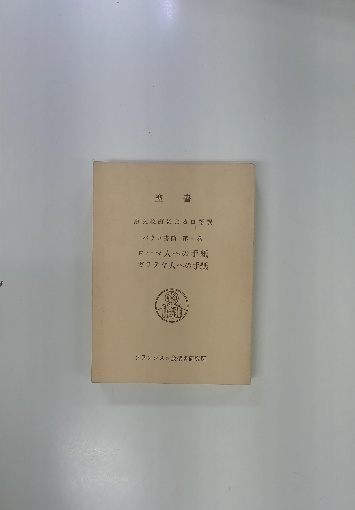 聖書
原文校訂による口語訳
パウロ書簡 第一巻
ローマ人への手紙
ガラテヤ人への手紙
フランシスコ会聖書研究所